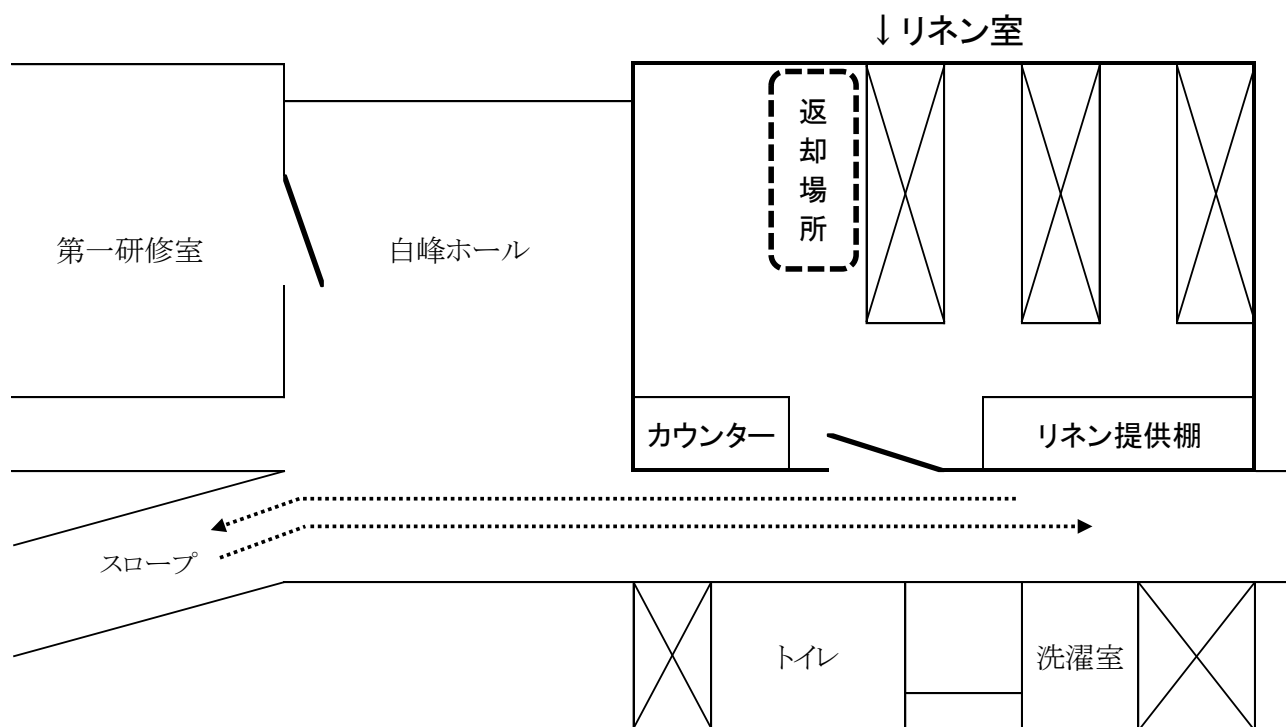 ↓リネン室
返却場所
第一研修室
白峰ホール
カウンター
リネン提供棚
スロープ
トイレ
洗濯室